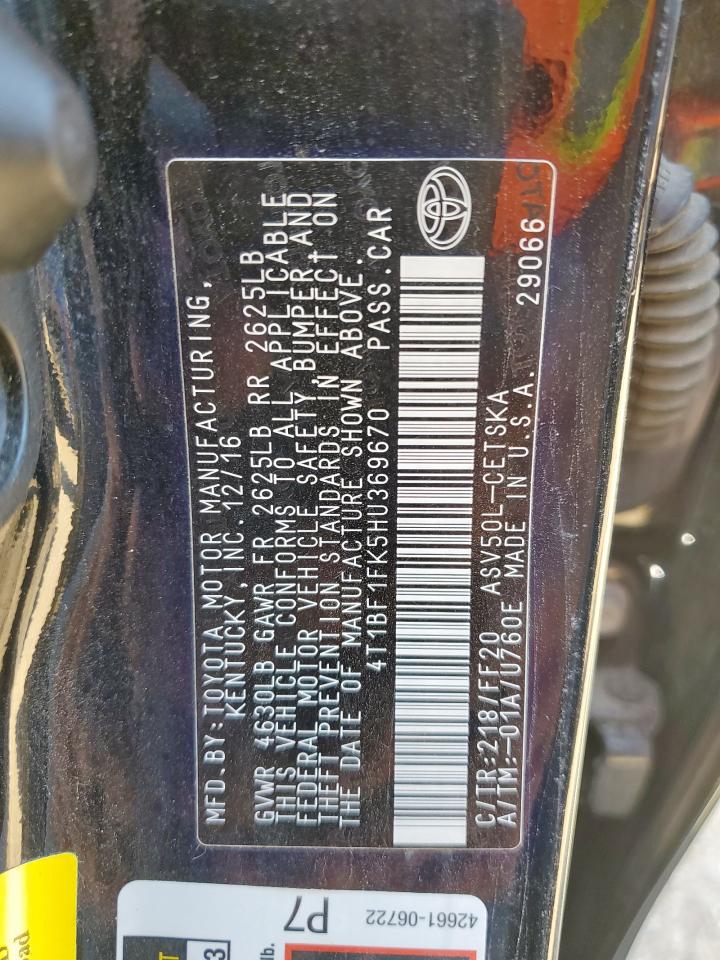 MFD.BY:TOYOTA MOTOR MANUFACTURING,
KENTUCKY, INC.12/16
GVWR 4630LB GAWR FR 2625LB RR 2625LB
THIS VEHICLE CONFORMS TO ALL APPLICABLE
FEDERAL MOTOR VEHICLE SAFETY, BUMPER,AND
THEFT PREVENTION STANDARDS IN EFFECT ON
THE DATE OF MANUFACTURE SHOWN ABOVE.
4T1BF1FK5HU369670 PASS.CAR
C/TR:218/FF20 ASV50L-CETSKA
A/TM:-01A/U760E MADE IN U.S.A. 29066
P7
42661-06722
lb.
3
ad